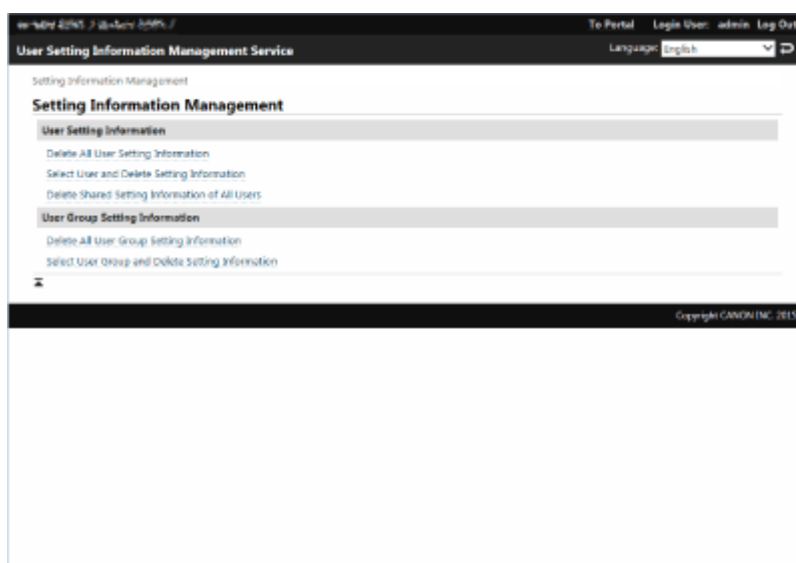 To Portal Login User: admin Log Out
User Setting Information Management Service
Language: English
Setting Information Management
Setting Information Management
User Setting Information
Delete All User Setting Information
Select User and Delete Setting Information
Delete Shared Setting Information of All Users
User Group Setting Information
Delete All User Group Setting Information
Select User Group and Delete Setting Information
Copyright CANON INC. 2015